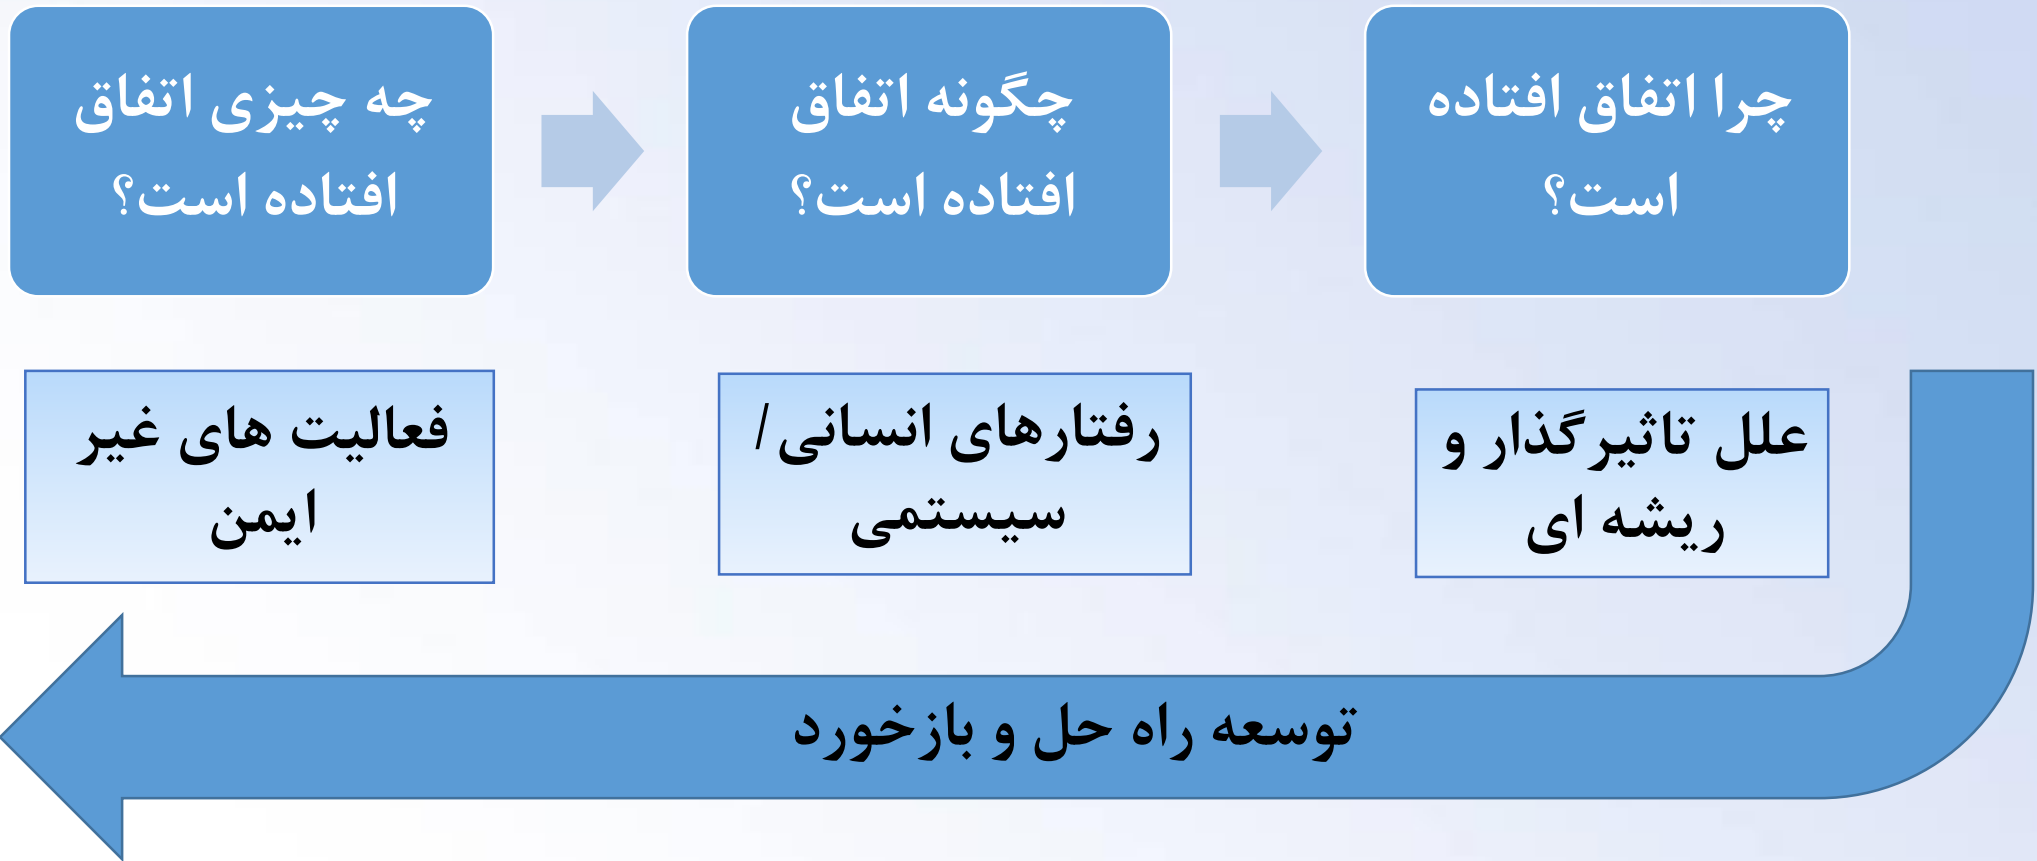 چه چیزی اتفاق
افتاده است؟
چگونه اتفاق
افتاده است؟
چرا اتفاق افتاده
است؟
فعالیت های غیر
ایمن
رفتارهای انسانی/
سیستمی
علل تاثیرگذار و
ریشه ای
توسعه راه حل و بازخورد